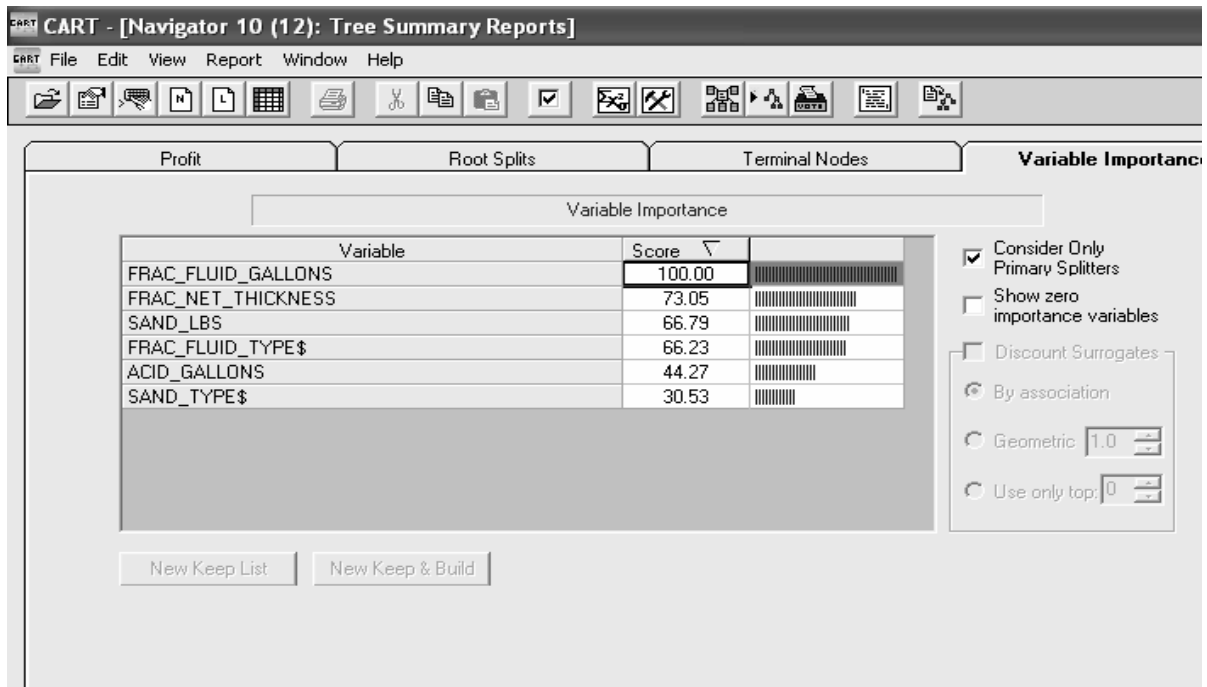 CART CART - [Navigator 10 (12): Tree Summary Reports]
CART File Edit View Report Window Help
N L VOTE
Profit Root Splits Terminal Nodes Variable Importanc
Variable Importance
Variable Score
FRAC_FLUID_GALLONS 100.00
FRAC_NET_THICKNESS 73.05
SAND_LBS 66.79
FRAC_FLUID_TYPE$ 66.23
ACID_GALLONS 44.27
SAND_TYPE$ 30.53
Consider Only
Primary Splitters
Show zero
importance variables
Discount Surrogates
By association
Geometric 1.0
Use only top: 0
New Keep List New Keep & Build